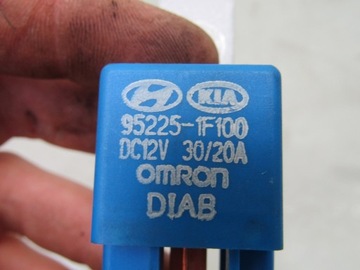 KIA
95225-1F100
DC12V 30/20A
omron
DIAB